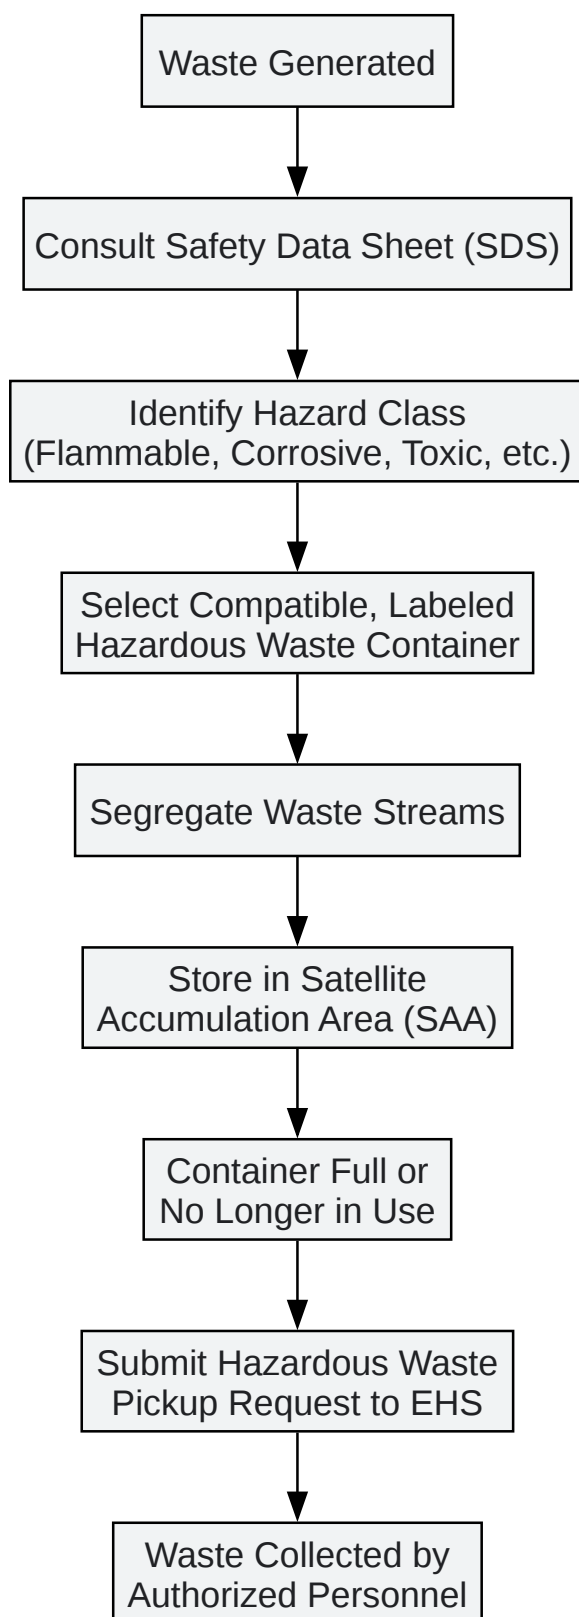 Waste Generated
Consult Safety Data Sheet (SDS)
Identify Hazard Class
(Flammable, Corrosive, Toxic, etc.)
Select Compatible, Labeled
Hazardous Waste Container
Segregate Waste Streams
Store in Satellite
Accumulation Area (SAA)
Container Full or
No Longer in Use
Submit Hazardous Waste
Pickup Request to EHS
Waste Collected by
Authorized Personnel